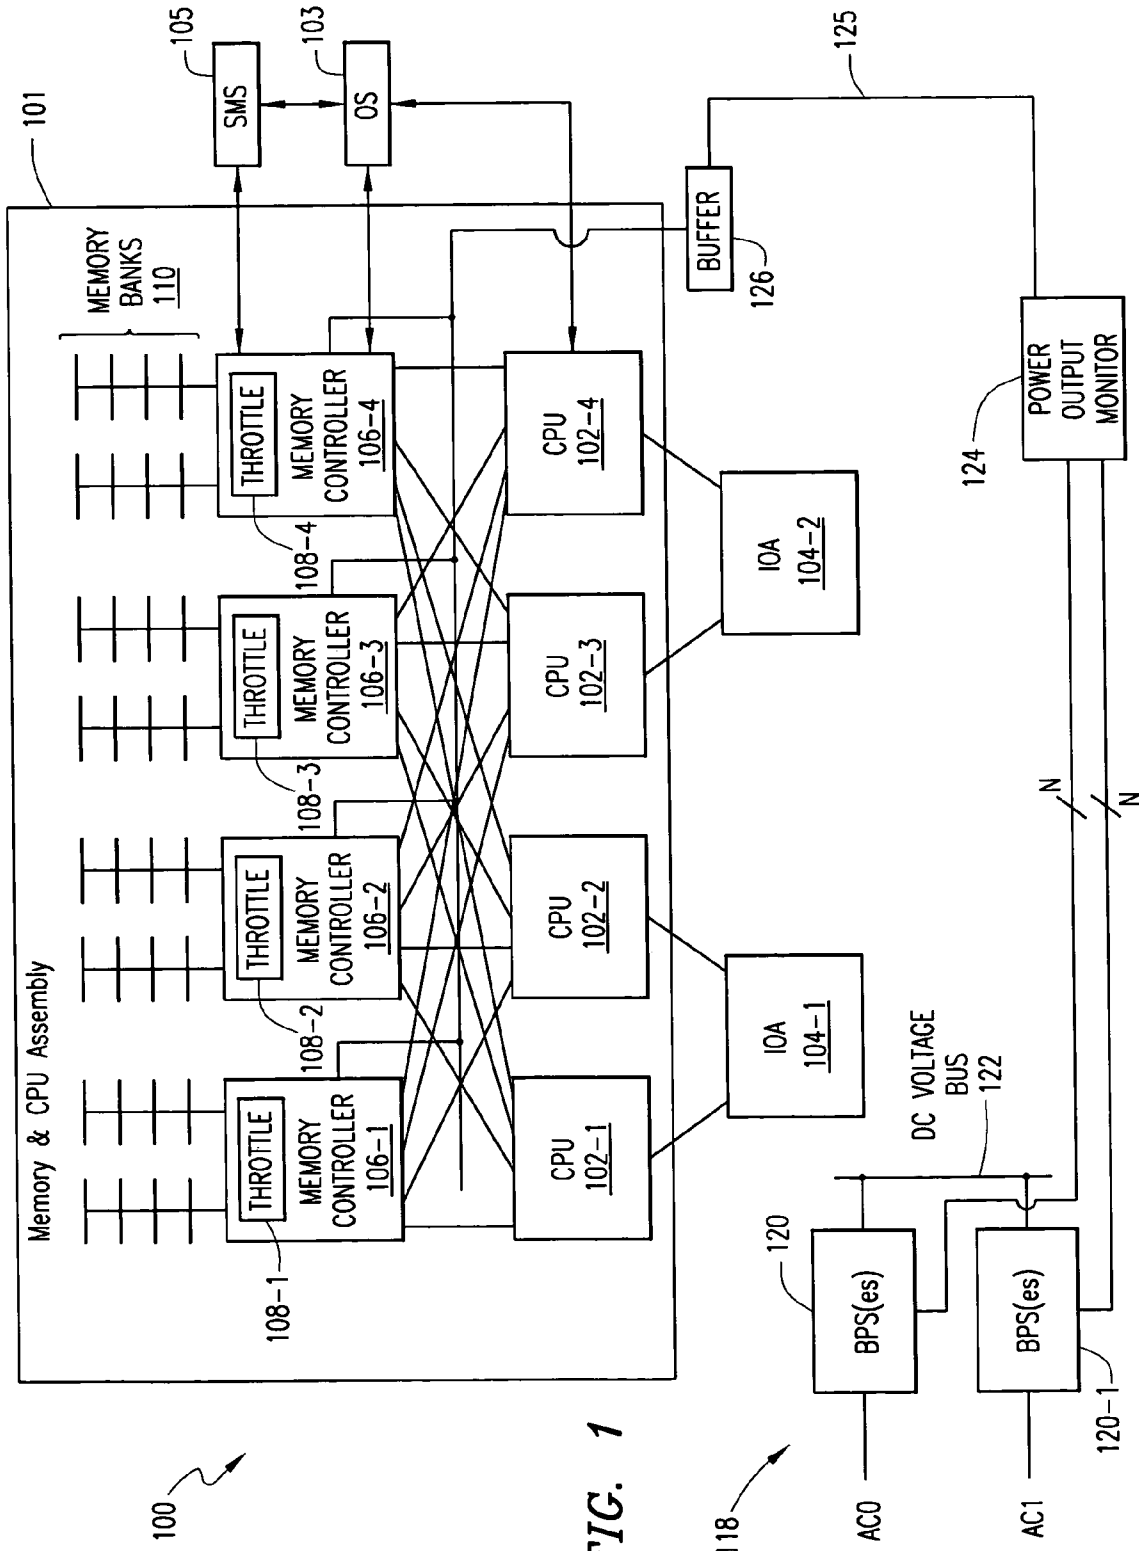 100
Memory & CPU Assembly
101
MEMORY
BANKS
110
SMS
105
OS
103
THROTTLE
MEMORY
CONTROLLER
106-1
108-1
THROTTLE
MEMORY
CONTROLLER
106-2
108-2
THROTTLE
MEMORY
CONTROLLER
106-3
108-3
THROTTLE
MEMORY
CONTROLLER
106-4
108-4
CPU
102-1
CPU
102-2
CPU
102-3
CPU
102-4
IOA
104-1
IOA
104-2
BUFFER
126
125
FIG. 1
118
AC0
AC1
BPS(es)
120
BPS(es)
120-1
DC VOLTAGE
BUS
122
N
N
POWER
OUTPUT
MONITOR
124